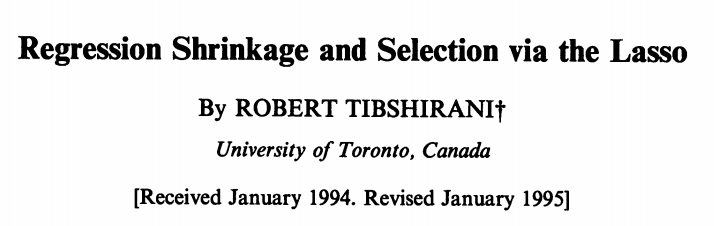 Regression Shrinkage and Selection via the Lasso
By ROBERT TIBSHIRANI†
University of Toronto, Canada
[Received January 1994. Revised January 1995]